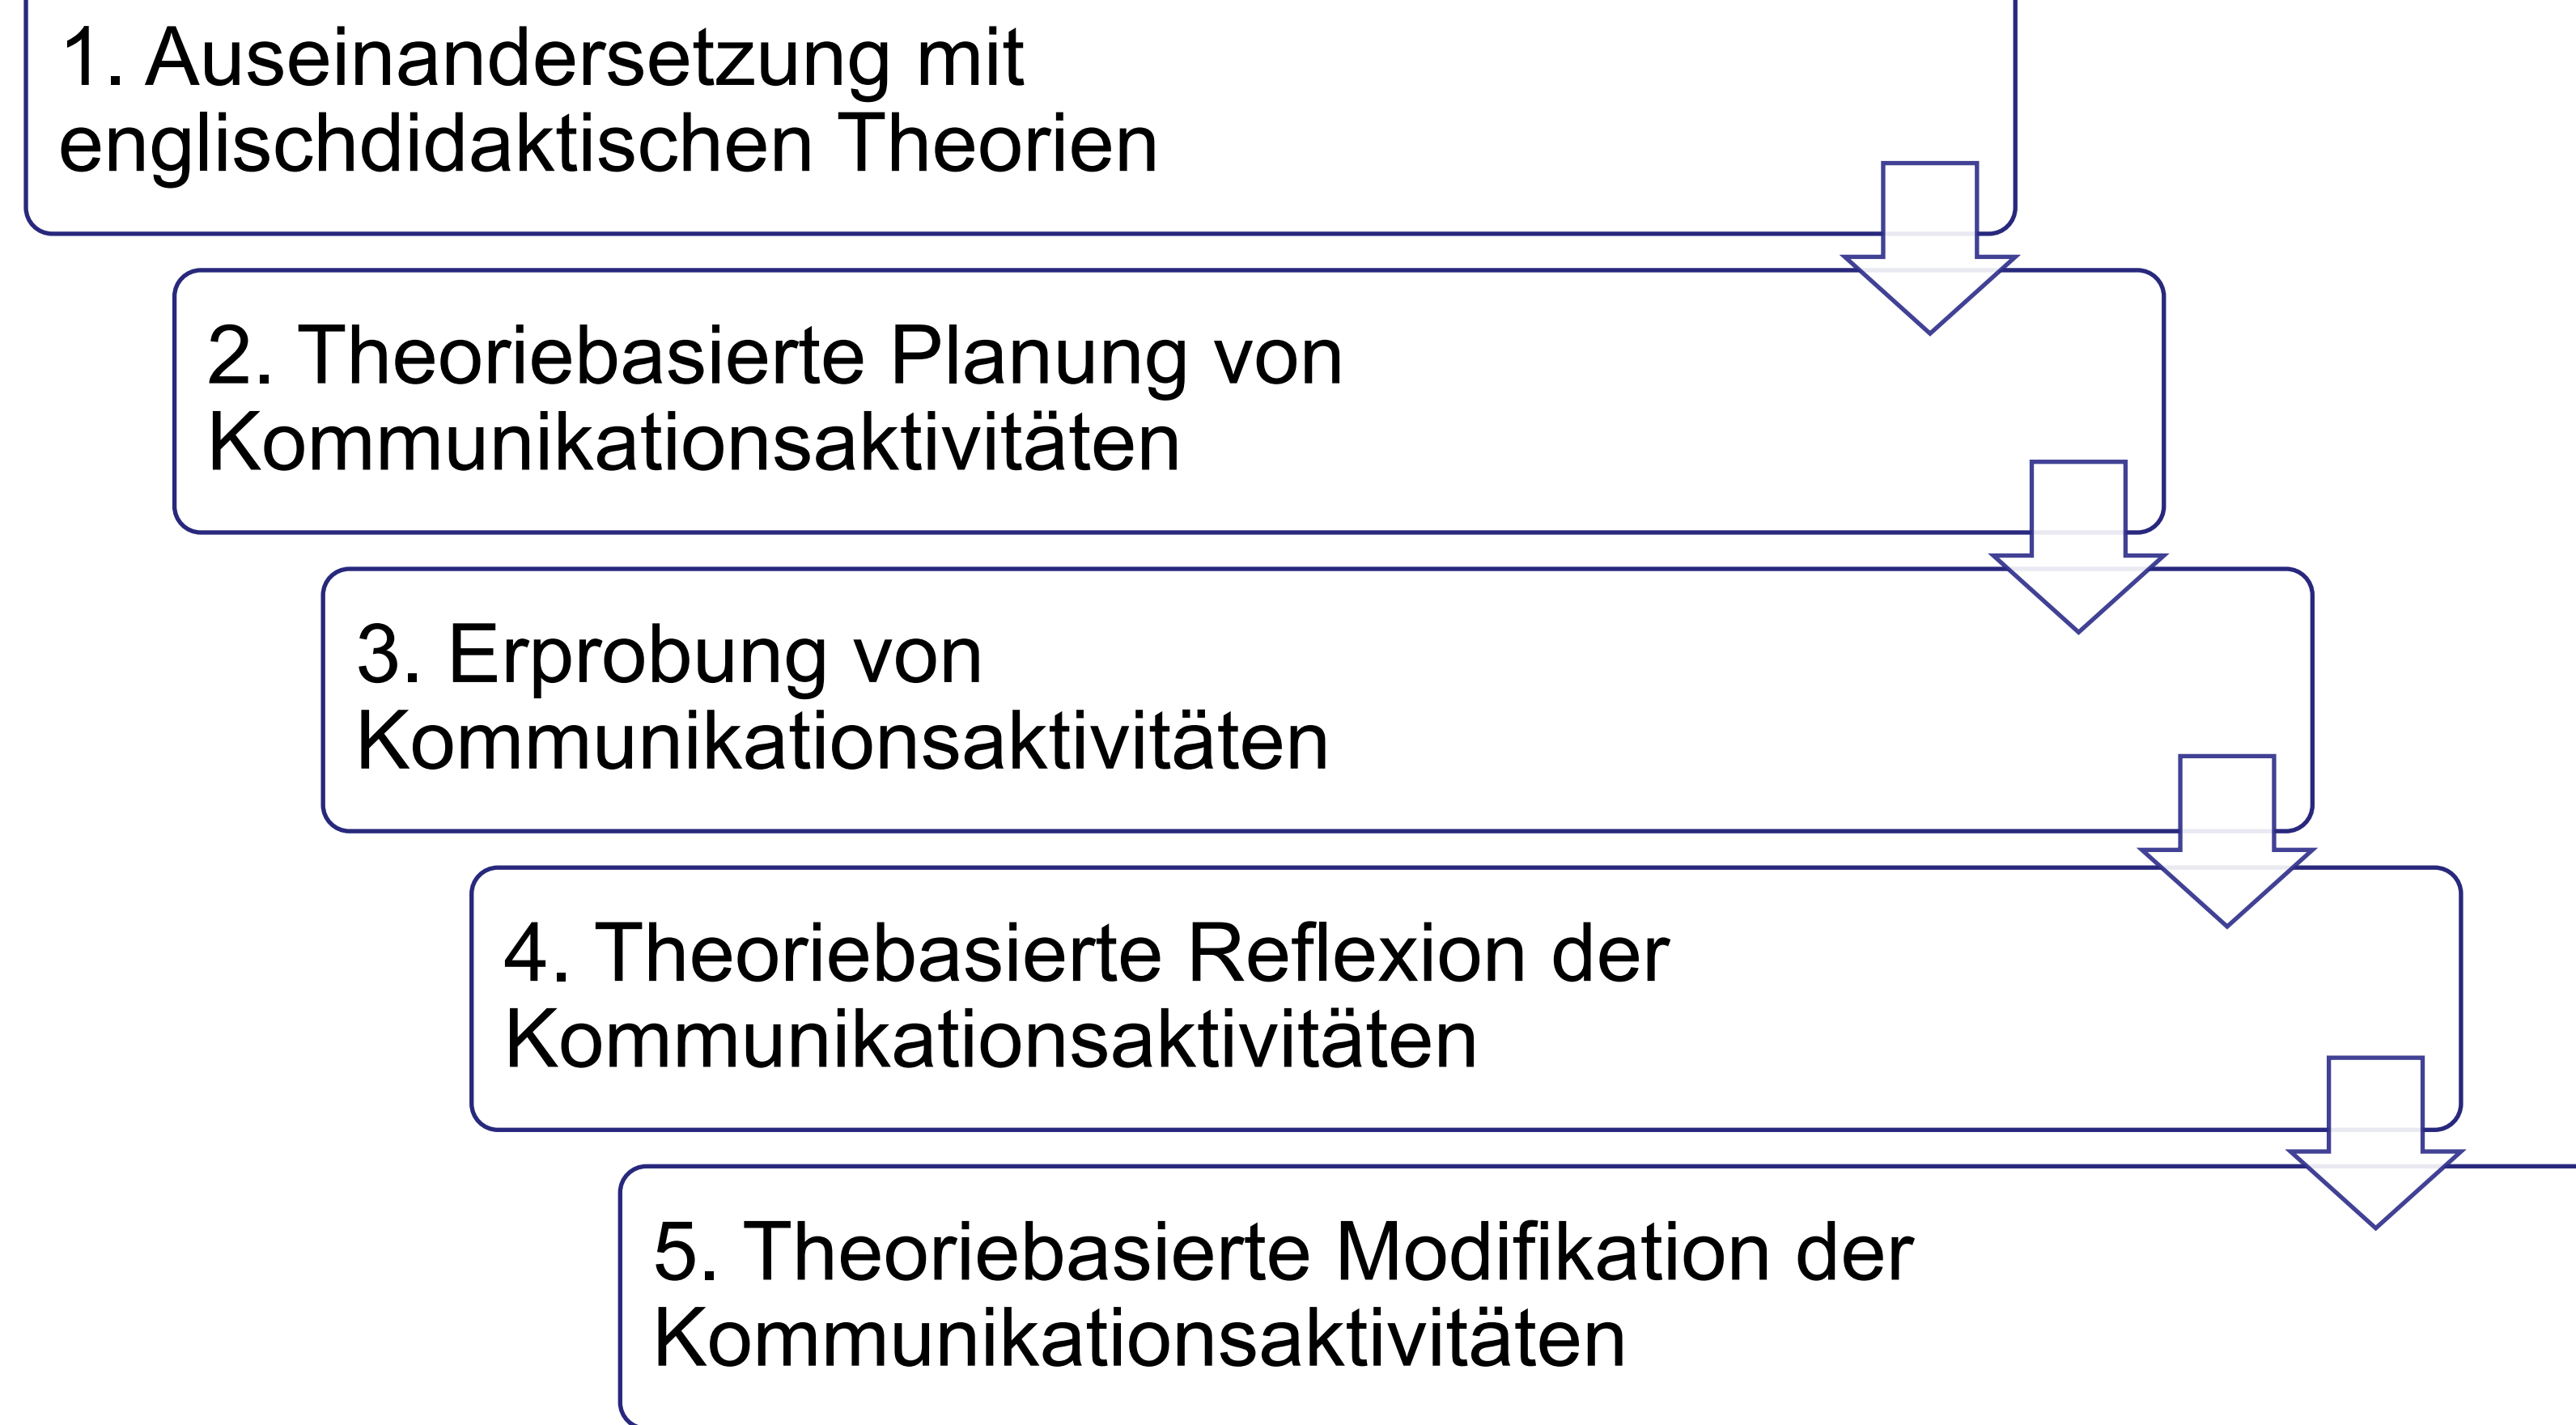 1. Auseinandersetzung mit
englischdidaktischen Theorien
2. Theoriebasierte Planung von
Kommunikationsaktivitäten
3. Erprobung von
Kommunikationsaktivitäten
4. Theoriebasierte Reflexion der
Kommunikationsaktivitäten
5. Theoriebasierte Modifikation der
Kommunikationsaktivitäten